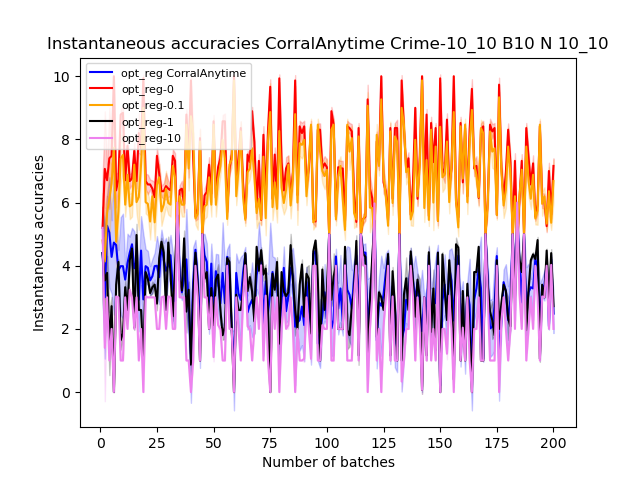 Instantaneous accuracies CorralAnytime Crime-10_10 B10 N 10_10
opt_reg CorralAnytime
opt_reg-0
opt_reg-0.1
opt_reg-1
opt_reg-10
Instantaneous accuracies
10
8
6
4
2
0
0 25 50 75 100 125 150 175 200
Number of batches